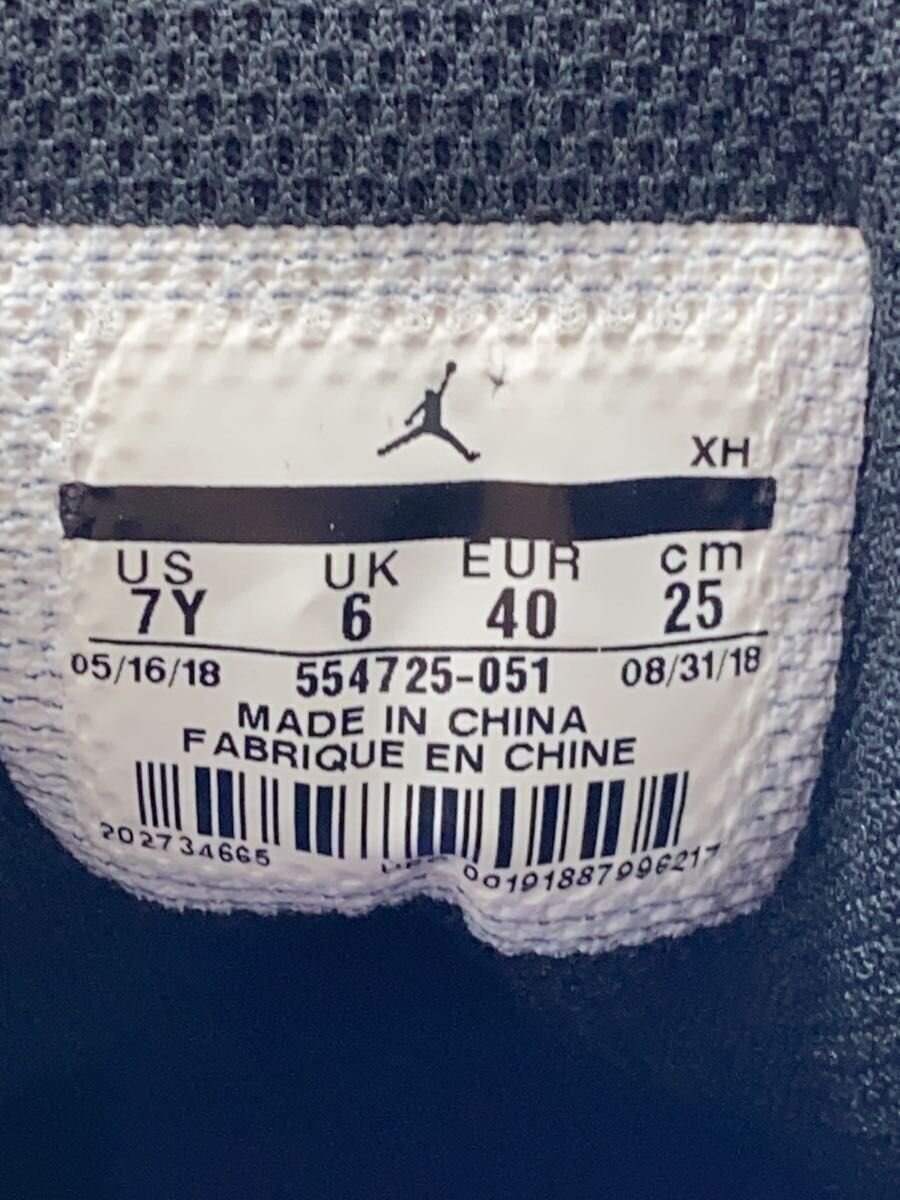 XH
US UK EUR cm
7Y 6 40 25
05/16/18 554725-051 08/31/18
MADE IN CHINA
FABRIQUE EN CHINE
202734665 00191887996217